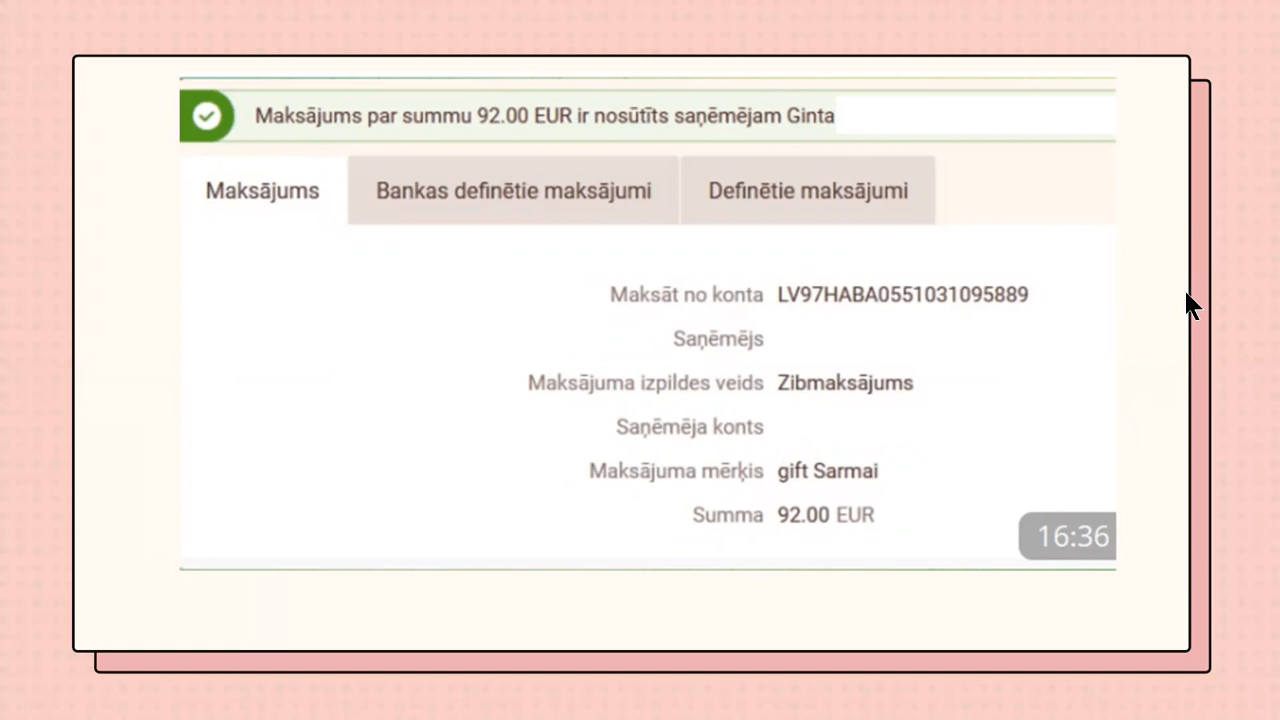 Maksājums par summu 92.00 EUR ir nosūtīts saņēmējam Ginta
Maksājums Bankas definētie maksājumi Definētie maksājumi
Maksāt no konta LV97HABA0551031095889
Saņēmējs
Maksājuma izpildes veids Zibmaksājums
Saņēmēja konts
Maksājuma mērķis gift Sarmai
Summa 92.00 EUR
16:36